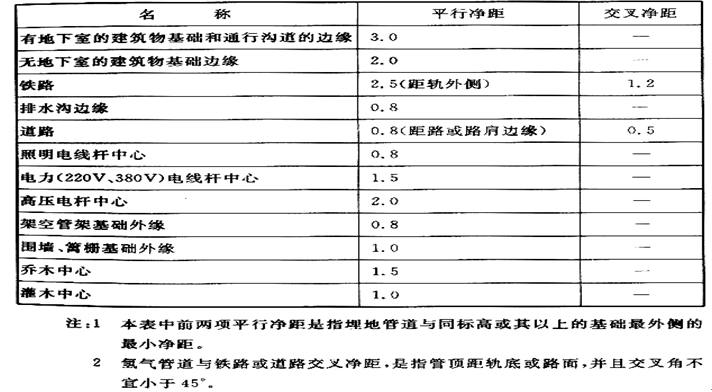 名 称 平行净距 交叉净距
有地下室的建筑物基础和通行沟道的边缘 3.0 —
无地下室的建筑物基础边缘 2.0 —
铁路 2.5(距轨外侧) 1.2
排水沟边缘 0.8 —
道路 0.8(距路或路肩边缘) 0.5
照明电线杆中心 0.8 —
电力(220V、380V)电线杆中心 1.5 —
高压电杆中心 2.0 —
架空管架基础外缘 0.8 —
围墙、篱栅基础外缘 1.0 —
乔木中心 1.5 —
灌木中心 1.0 —
注:1 本表中前两项平行净距是指埋地管道与同标高或其以上的基础最外侧的
最小净距。
2 氢气管道与铁路或道路交叉净距,是指管顶距轨底或路面,并且交叉角不
宜小于45°。